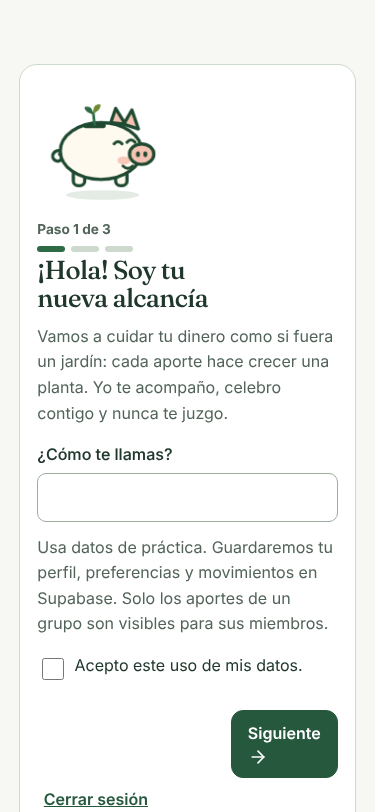 Paso 1 de 3
¡Hola! Soy tu
nueva alcancía
Vamos a cuidar tu dinero como si fuera
un jardín: cada aporte hace crecer una
planta. Yo te acompaño, celebro
contigo y nunca te juzgo.
¿Cómo te llamas?
Usa datos de práctica. Guardaremos tu
perfil, preferencias y movimientos en
Supabase. Solo los aportes de un
grupo son visibles para sus miembros.
Acepto este uso de mis datos.
Siguiente
→
Cerrar sesión